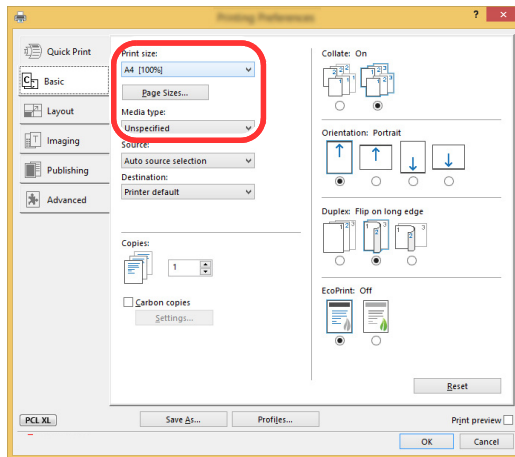 Printing Preferences
?
Quick Print
Basic
Layout
Imaging
Publishing
Advanced
Print size:
A4 [100%]
Page Sizes...
Media type:
Unspecified
Source:
Auto source selection
Destination:
Printer default
Copies:
1
Carbon copies
Settings...
Collate: On
Orientation: Portrait
Duplex: Flip on long edge
EcoPrint: Off
Reset
PCL XL
Save As...
Profiles...
Print preview
OK
Cancel